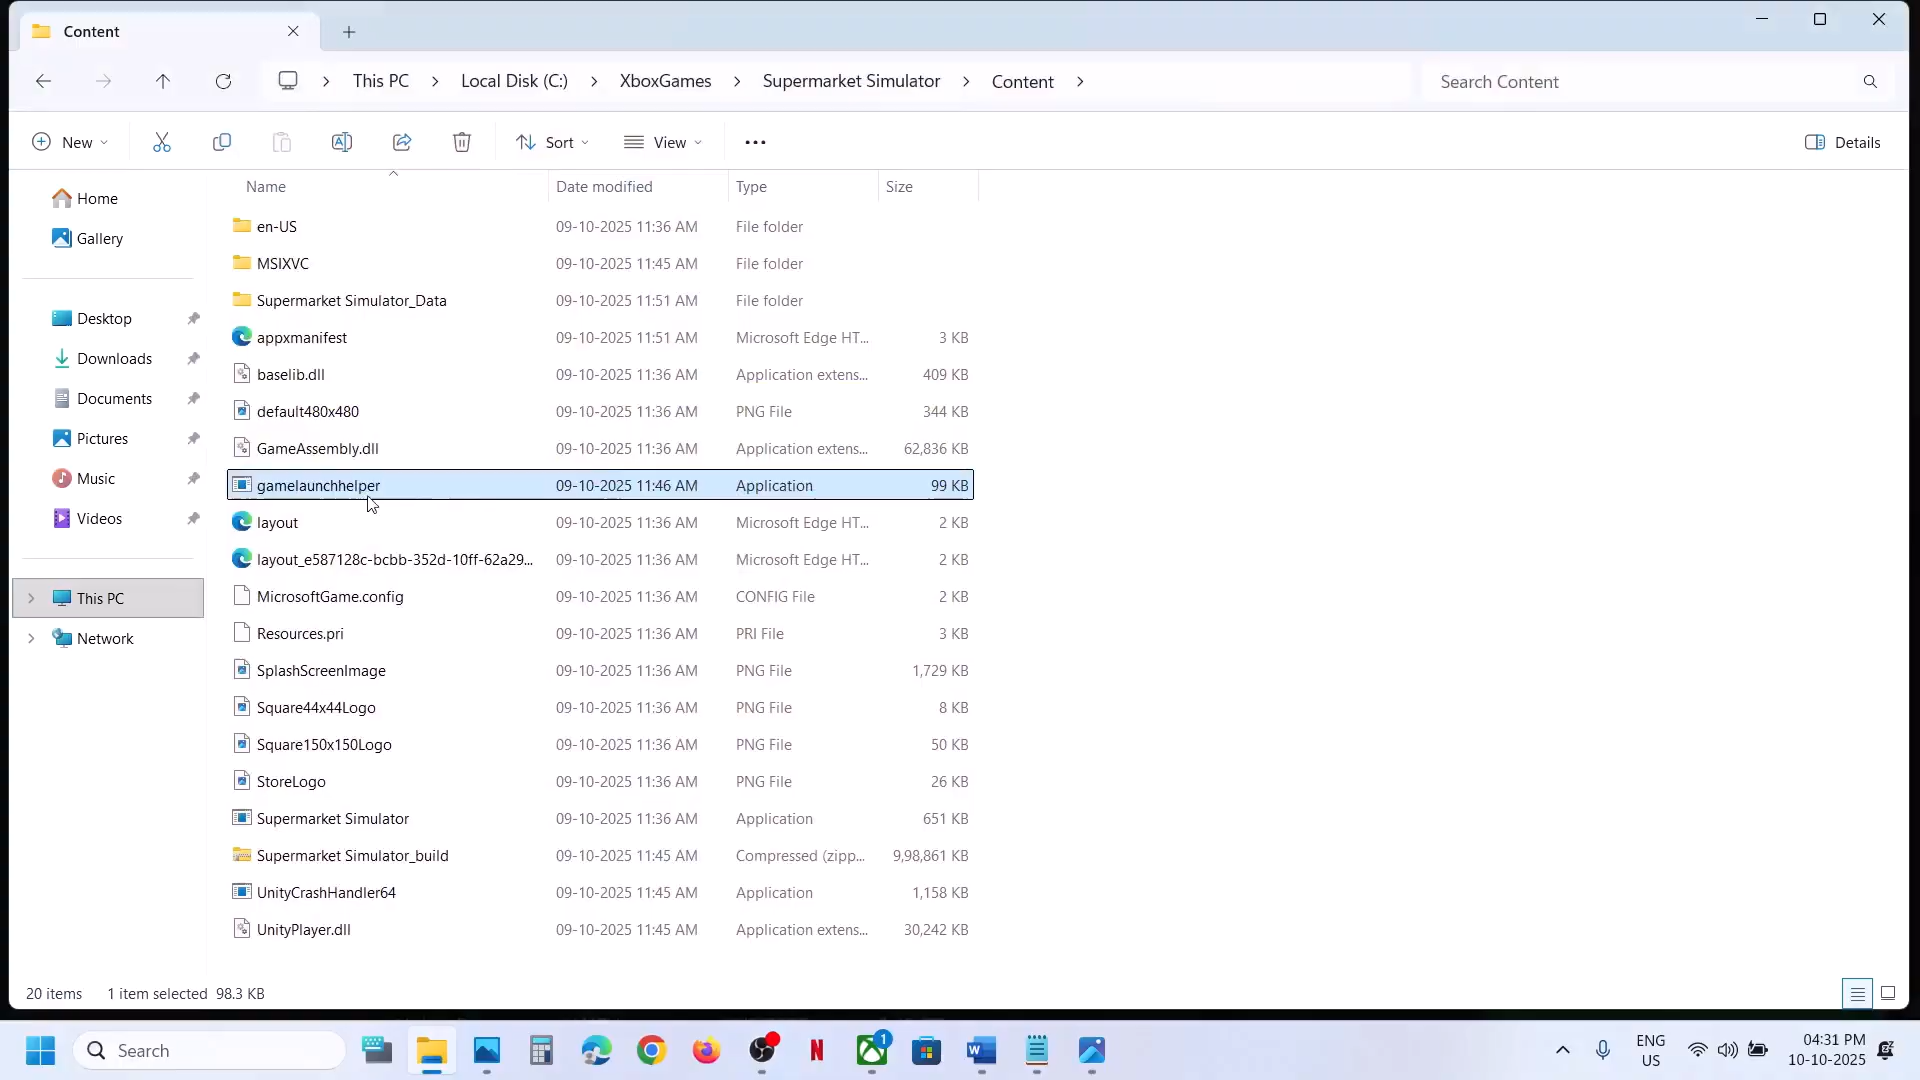 Content
This PC
Local Disk (C:)
XboxGames
Supermarket Simulator
Content
Search Content
New
Sort
View
Details
Name
Date modified
Type
Size
Home
Gallery
Desktop
Downloads
Documents
Pictures
Music
Videos
This PC
Network
en-US 09-10-2025 11:36 AM File folder
MSIXVC 09-10-2025 11:45 AM File folder
Supermarket Simulator_Data 09-10-2025 11:51 AM File folder
appxmanifest 09-10-2025 11:51 AM Microsoft Edge HT... 3 KB
baselib.dll 09-10-2025 11:36 AM Application extens... 409 KB
default480x480 09-10-2025 11:36 AM PNG File 344 KB
GameAssembly.dll 09-10-2025 11:36 AM Application extens... 62,836 KB
gamelaunchhelper 09-10-2025 11:46 AM Application 99 KB
layout 09-10-2025 11:36 AM Microsoft Edge HT... 2 KB
layout_e587128c-bcbb-352d-10ff-62a29... 09-10-2025 11:36 AM Microsoft Edge HT... 2 KB
MicrosoftGame.config 09-10-2025 11:36 AM CONFIG File 2 KB
Resources.pri 09-10-2025 11:36 AM PRI File 3 KB
SplashScreenImage 09-10-2025 11:36 AM PNG File 1,729 KB
Square44x44Logo 09-10-2025 11:36 AM PNG File 8 KB
Square150x150Logo 09-10-2025 11:36 AM PNG File 50 KB
StoreLogo 09-10-2025 11:36 AM PNG File 26 KB
Supermarket Simulator 09-10-2025 11:36 AM Application 651 KB
Supermarket Simulator_build 09-10-2025 11:45 AM Compressed (zipp... 9,98,861 KB
UnityCrashHandler64 09-10-2025 11:45 AM Application 1,158 KB
UnityPlayer.dll 09-10-2025 11:45 AM Application extens... 30,242 KB
20 items 1 item selected 98.3 KB
Search
N
1
W
ENG
US
04:31 PM
10-10-2025